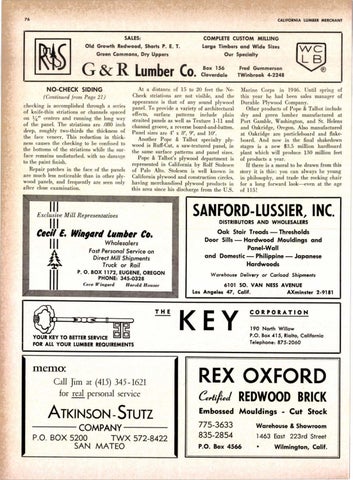 76
CALIFORNIA LUMBER MERCHANT
R M S
SALES:
Old Growth Redwood, Shorts P. E. T.
Green Commons, Dry Uppers
COMPLETE CUSTOM MILLING
Large Timbers and Wide Sizes
Our Specialty
G & R Lumber Co.
Box 156
Cloverdale
Fred Gummerson
TWinbrook 4-2248
WC
LB
NO-CHECK SIDING
(Continued from Page 27)
checking is accomplished through a series
of knife-thin striations or channels spaced
on ⅛" centers and running the long way
of the panel. The striations are .080 inch
deep, roughly two-thirds the thickness of
the face veneer. This reduction in thick-
ness causes the checking to be confined to
the bottoms of the striations while the sur-
face remains undisturbed, with no damage
to the paint finish.
Repair patches in the face of the panels
are much less noticeable than in other ply-
wood panels, and frequently are seen only
after close examination.
At a distance of 15 to 20 feet the No-
Check striations are not visible, and the
appearance is that of any sound plywood
panel. To provide a variety of architectural
effects, surface patterns include plain
striated panels as well as Texture 1-11 and
channel groove, a reverse board-and-batten.
Panel sizes are 4' x 8', 9', and 10'.
Another Pope & Talbot specialty ply-
wood is Ruff-Cut, a saw-textured panel, in
the same surface patterns and panel sizes.
Pope & Talbot's plywood department is
represented in California by Rolf Stukesen
of Palo Alto. Stukesen is well known in
California plywood and construction circles,
having merchandised plywood products in
this area since his discharge from the U.S.
Marine Corps in 1946. Until spring of
this year he had been sales manager of
Durable Plywood Company.
Other products of Pope & Talbot include
dry and green lumber manufactured at
Port Gamble, Washington, and St. Helens
and Oakridge, Oregon. Also manufactured
at Oakridge are particleboard and flake-
board. And now in the final shakedown
stages is a new $3.5 million hardboard
plant which will produce 130 million feet
of products a year.
If there is a moral to be drawn from this
story it is this: you can always be young
in philosophy, and trade the rocking chair
for a long forward look—even at the age
of 115!
Exclusive Mill Representatives
Cecil E. Wingard Lumber Co.
Wholesalers
Fast Personal Service on
Direct Mill Shipments
Truck or Rail
P. O. BOX 1172, EUGENE, OREGON
PHONE: 345-0328
Cece Wingard Harold Hoover
SANFORD-LUSSIER, INC.
DISTRIBUTORS AND WHOLESALERS
Oak Stair Treads — Thresholds
Door Sills — Hardwood Mouldings and
Panel-Wall
and Domestic — Philippine — Japanese
Hardwoods
Warehouse Delivery or Carload Shipments
6101 SO. VAN NESS AVENUE
Los Angeles 47, Calif. AXminster 2-9181
YOUR KEY TO BETTER SERVICE
FOR ALL YOUR LUMBER REQUIREMENTS
THE KEY CORPORATION
190 North Willow
P.O. Box 415, Rialto, California
Telephone: 875-2060
memo:
Call Jim at (415) 345-1621
for real personal service
ATKINSON-STUTZ
COMPANY
P.O. BOX 5200 TWX 572-8422
SAN MATEO
REX OXFORD
Certified REDWOOD BRICK
Embossed Mouldings - Cut Stock
775-3633
835-2854
Warehouse & Showroom
1463 East 223rd Street
P.O. Box 4566 • Wilmington, Calif.